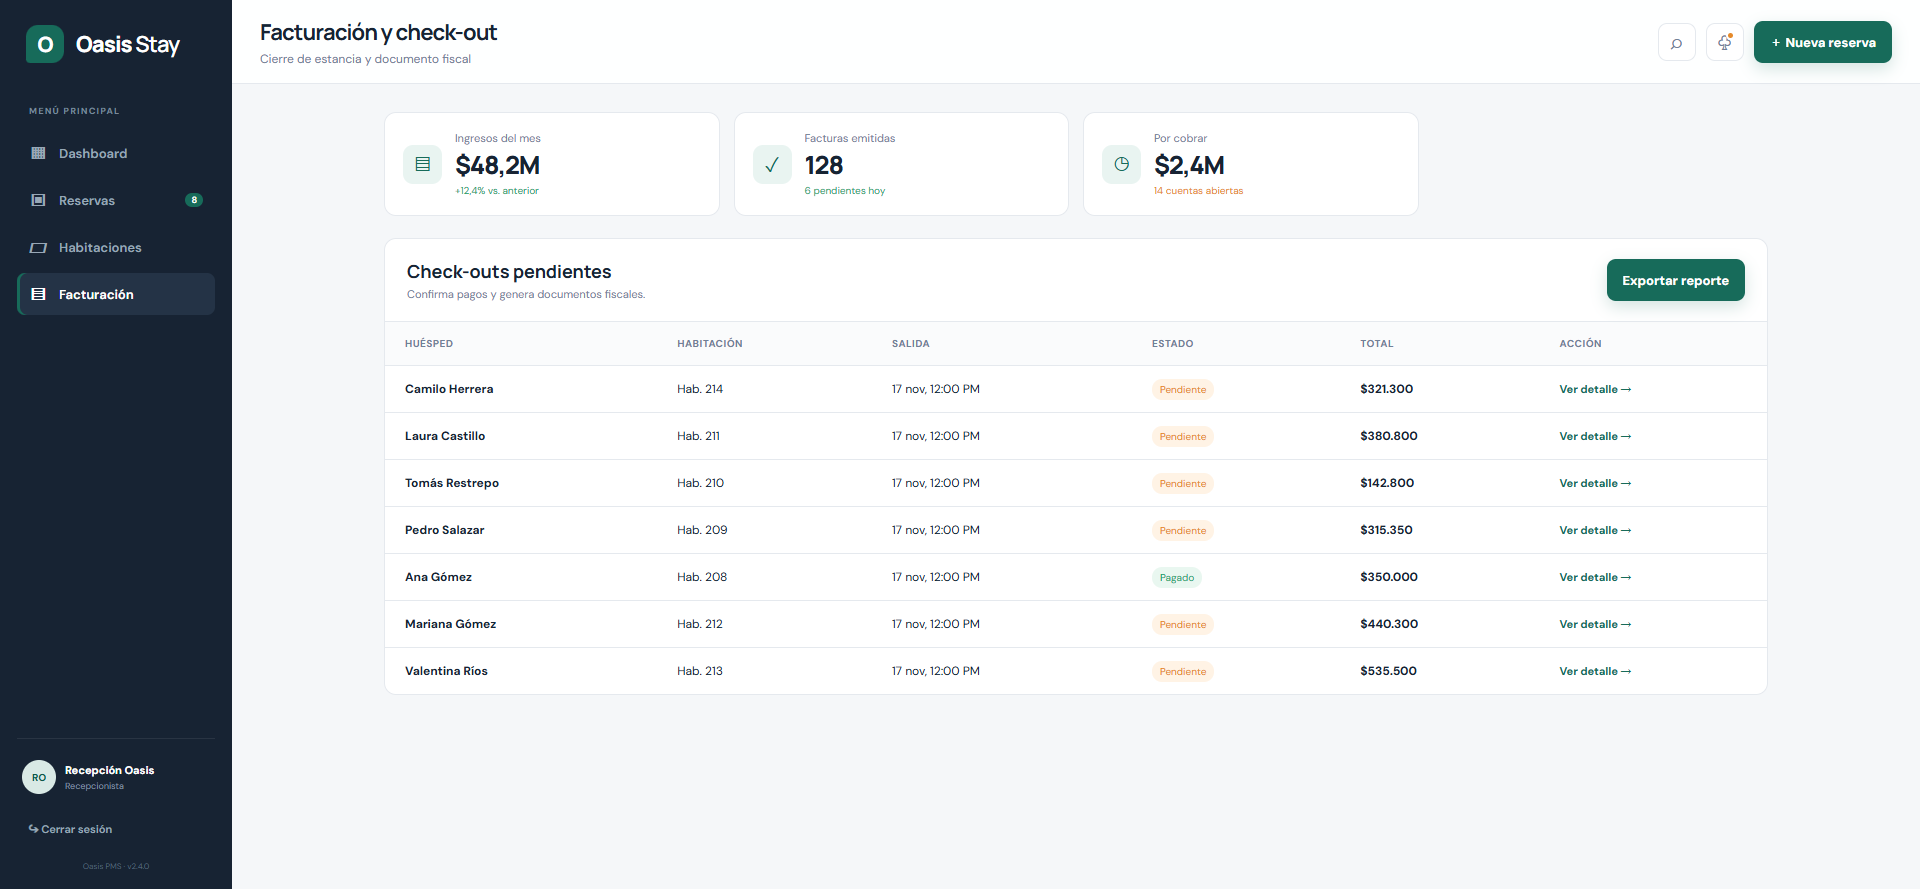 O Oasis Stay
MENÚ PRINCIPAL
Dashboard
Reservas 8
Habitaciones
Facturación
RO Recepción Oasis
Recepcionista
↪ Cerrar sesión
Oasis PMS · v2.4.0
Facturación y check-out
Cierre de estancia y documento fiscal
+ Nueva reserva
Ingresos del mes
$48,2M
+12,4% vs. anterior
Facturas emitidas
128
6 pendientes hoy
Por cobrar
$2,4M
14 cuentas abiertas
Check-outs pendientes
Confirma pagos y genera documentos fiscales.
Exportar reporte
HUÉSPED HABITACIÓN SALIDA ESTADO TOTAL ACCIÓN
Camilo Herrera Hab. 214 17 nov, 12:00 PM Pendiente $321.300 Ver detalle →
Laura Castillo Hab. 211 17 nov, 12:00 PM Pendiente $380.800 Ver detalle →
Tomás Restrepo Hab. 210 17 nov, 12:00 PM Pendiente $142.800 Ver detalle →
Pedro Salazar Hab. 209 17 nov, 12:00 PM Pendiente $315.350 Ver detalle →
Ana Gómez Hab. 208 17 nov, 12:00 PM Pagado $350.000 Ver detalle →
Mariana Gómez Hab. 212 17 nov, 12:00 PM Pendiente $440.300 Ver detalle →
Valentina Ríos Hab. 213 17 nov, 12:00 PM Pendiente $535.500 Ver detalle →